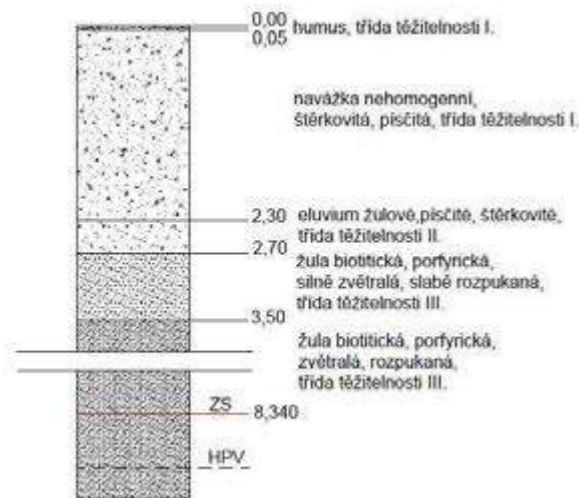 0,00
0,05
humus, třída těžitelnosti I.
navážka nehomogenní,
štěrkovitá, písčitá, třída těžitelnosti I.
2,30
eluvium žulové,písčité, štěrkovité,
třída těžitelnosti II.
2,70
žula biotitická, porfyrická,
silně zvětralá, slabě rozpukaná,
třída těžitelnosti III.
3,50
žula biotitická, porfyrická,
zvětralá, rozpukaná,
třída těžitelnosti III.
ZS
8,340
HPV